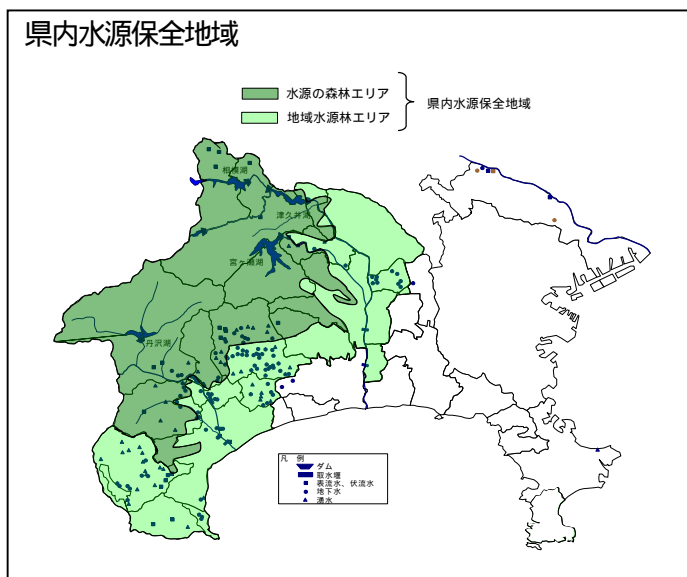 県内水源保全地域
水源の森林エリア
地域水源林エリア
県内水源保全地域
相模湖
津久井湖
宮ヶ瀬湖
丹沢湖
凡 例
ダム
取水堰
表流水、伏流水
地下水
湧水